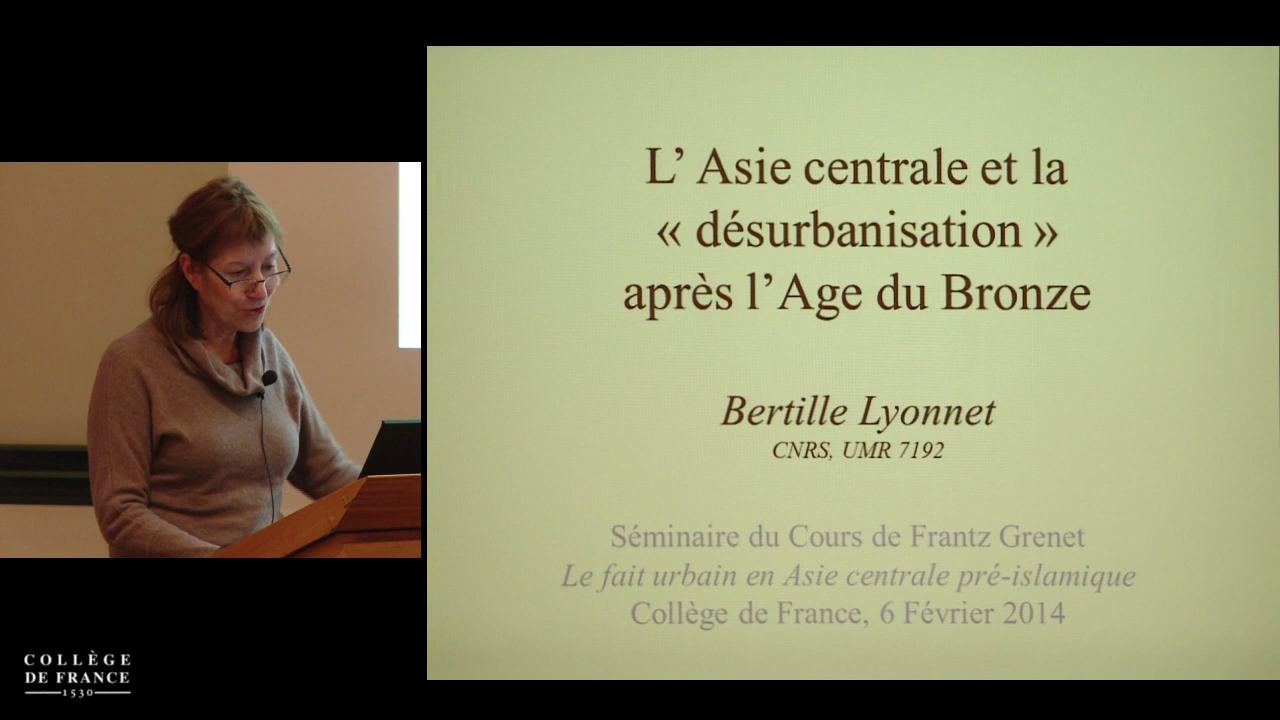 L’ Asie centrale et la
« désurbanisation »
après l’Age du Bronze
Bertille Lyonnet
CNRS, UMR 7192
Séminaire du Cours de Frantz Grenet
Le fait urbain en Asie centrale pré-islamique
Collège de France, 6 Février 2014
COLLÈGE
DE FRANCE
1530